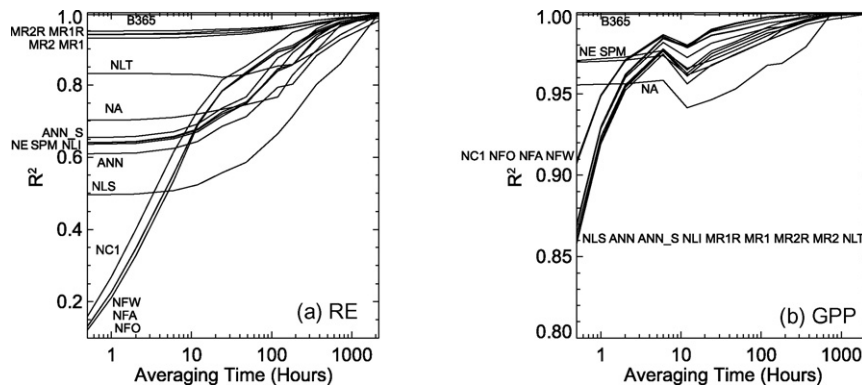 1.0
0.8
0.6
0.4
0.2
R²
B365
MR2R MR1R
MR2 MR1
NLT
NA
ANN_S
NE SPM NLI
ANN
NLS
NC1
NFW
NFA
NFO
(a) RE
1 10 100 1000
Averaging Time (Hours)
1.00
0.95
0.90
0.85
0.80
R²
B365
NE SPM
NA
NC1 NFO NFA NFW
NLS ANN ANN_S NLI MR1R MR1 MR2R MR2 NLT
(b) GPP
1 10 100 1000
Averaging Time (Hours)